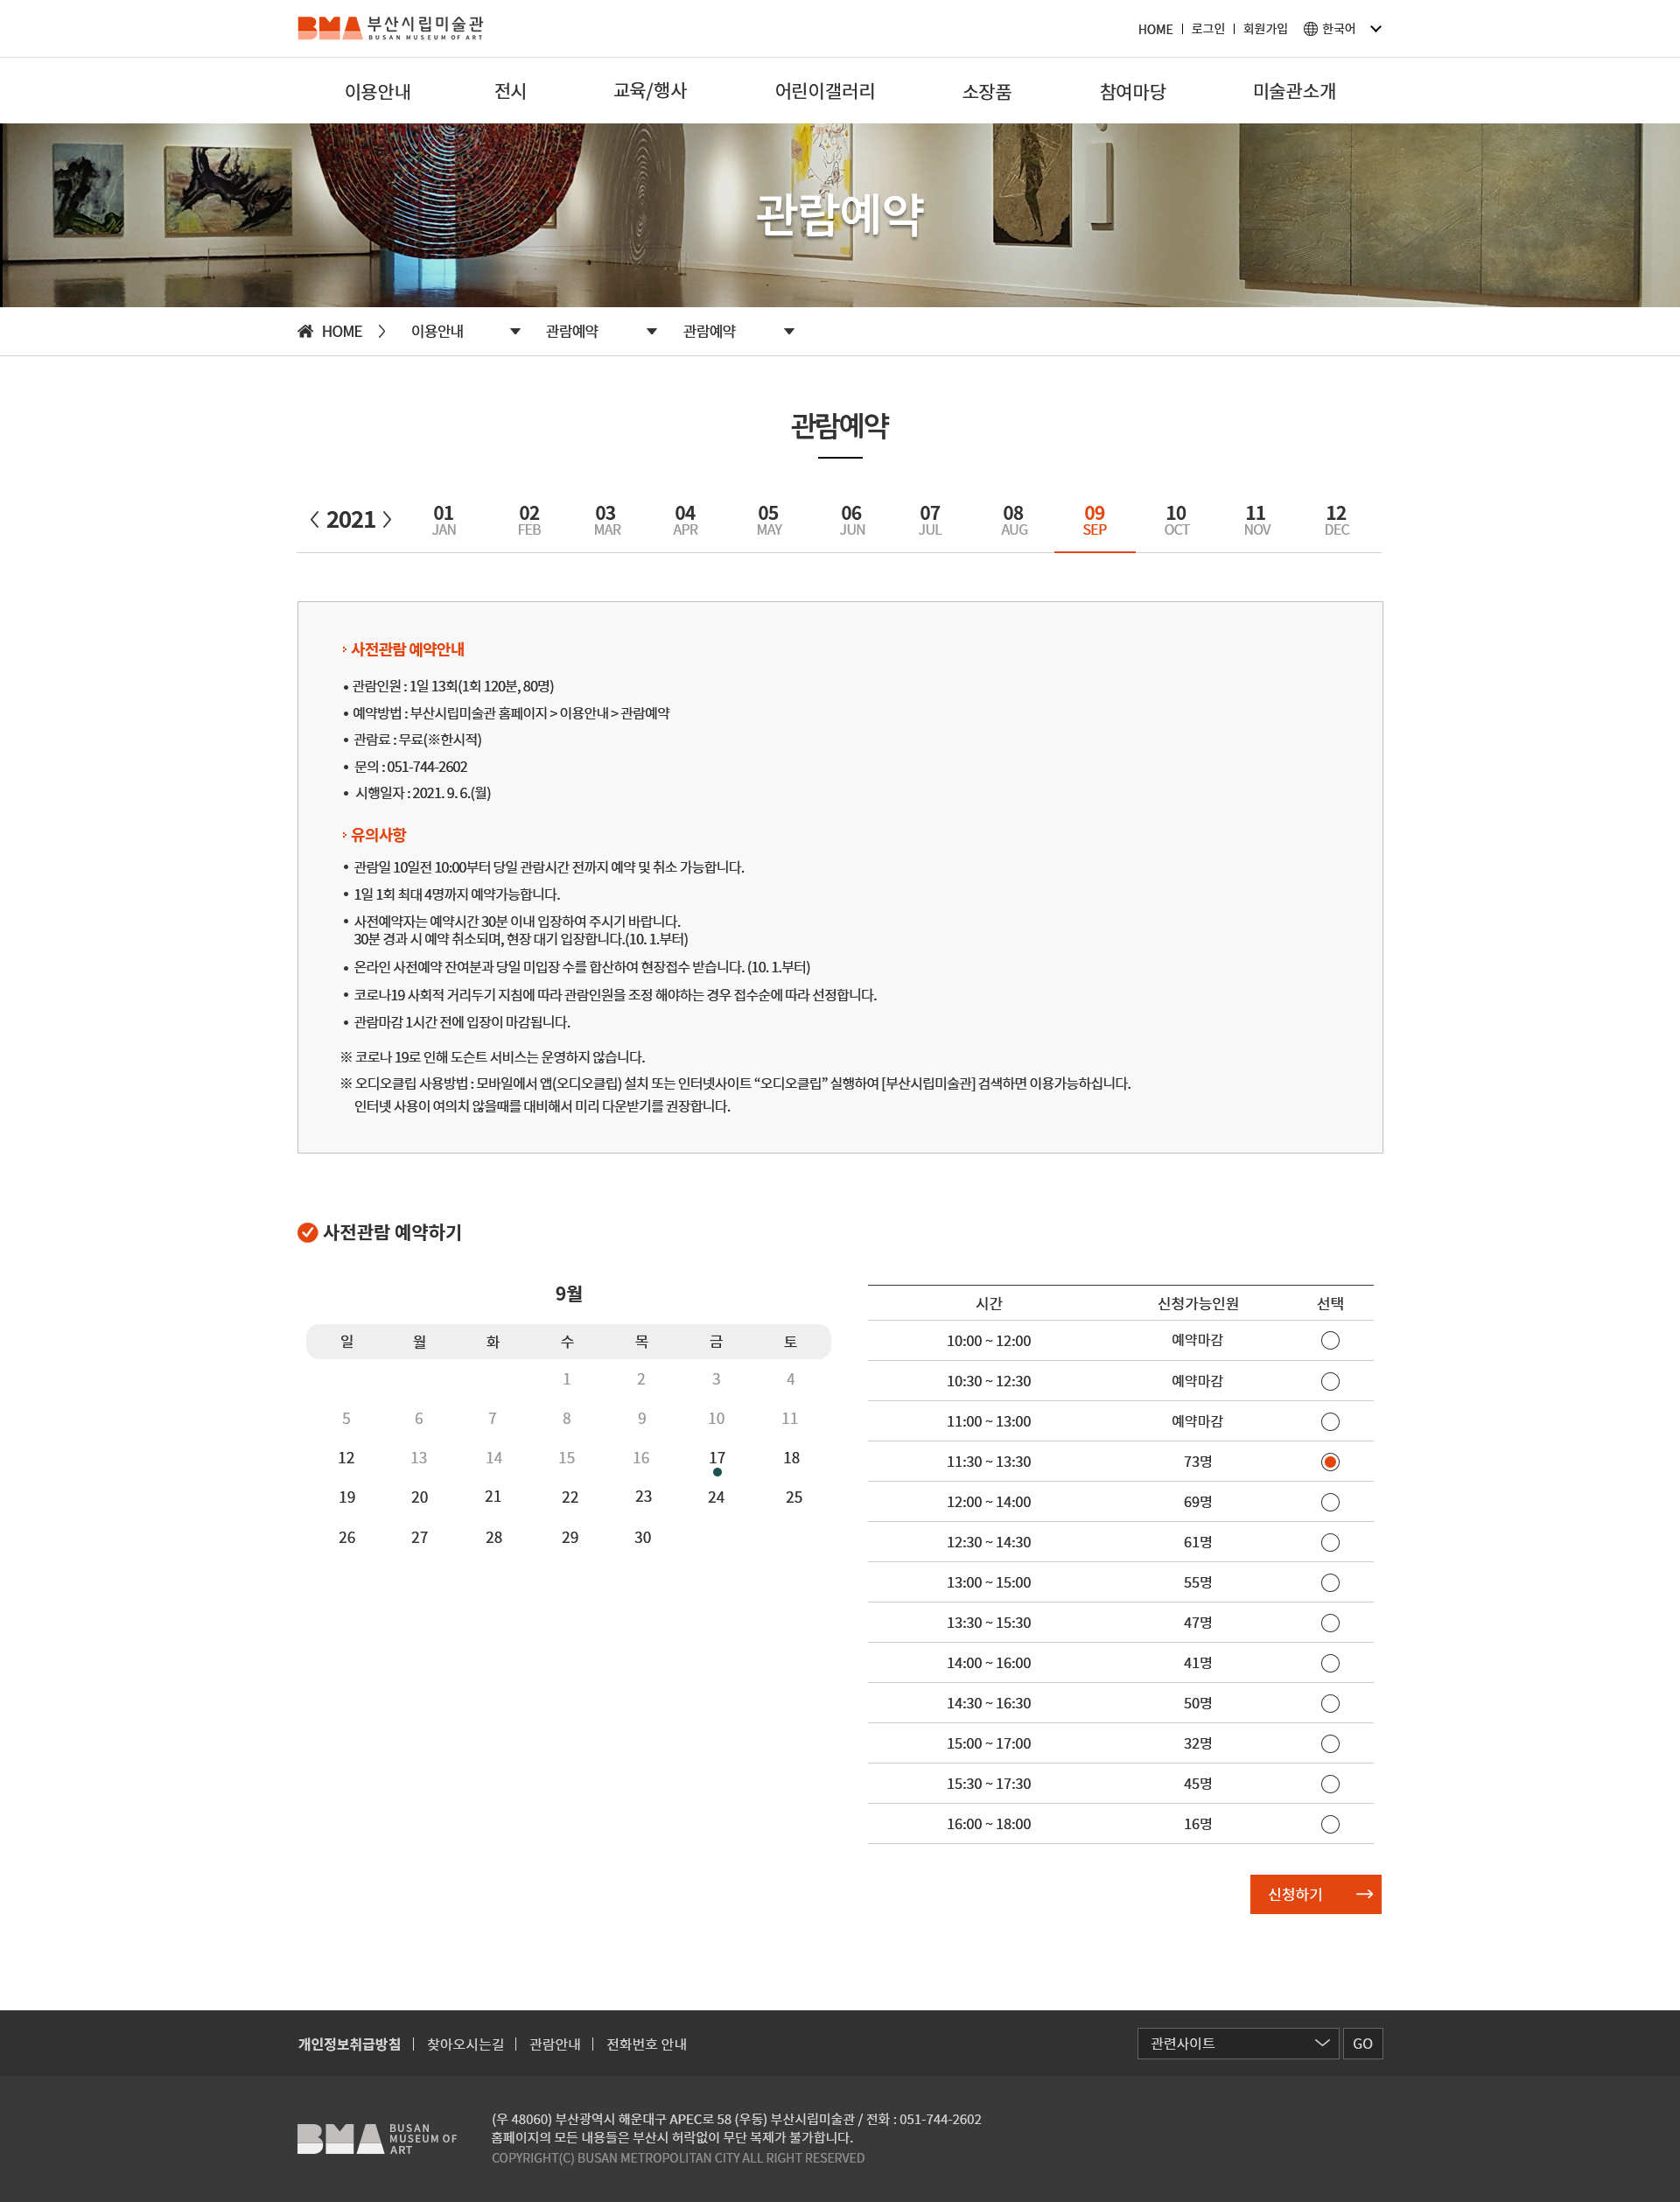 BMA 부산시립미술관
BUSAN MUSEUM OF ART
HOME 로그인 회원가입 한국어
이용안내 전시 교육/행사 어린이갤러리 소장품 참여마당 미술관소개
관람예약
HOME 이용안내 관람예약 관람예약
관람예약
2021 01 02 03 04 05 06 07 08 09 10 11 12
JAN FEB MAR APR MAY JUN JUL AUG SEP OCT NOV DEC
사전관람 예약안내
• 관람인원 : 1일 13회(1회 120분, 80명)
• 예약방법 : 부산시립미술관 홈페이지 > 이용안내 > 관람예약
• 관람료 : 무료(※한시적)
• 문의 : 051-744-2602
• 시행일자 : 2021. 9. 6.(월)
유의사항
• 관람일 10일전 10:00부터 당일 관람시간 전까지 예약 및 취소 가능합니다.
• 1일 1회 최대 4명까지 예약가능합니다.
• 사전예약자는 예약시간 30분 이내 입장하여 주시기 바랍니다.
30분 경과 시 예약 취소되며, 현장 대기 입장합니다.(10. 1.부터)
• 온라인 사전예약 잔여분과 당일 미입장 수를 합산하여 현장접수 받습니다. (10. 1.부터)
• 코로나19 사회적 거리두기 지침에 따라 관람인원을 조정 해야하는 경우 접수순에 따라 선정합니다.
• 관람마감 1시간 전에 입장이 마감됩니다.
※ 코로나 19로 인해 도슨트 서비스는 운영하지 않습니다.
※ 오디오클립 사용방법 : 모바일에서 앱(오디오클립) 설치 또는 인터넷사이트 “오디오클립” 실행하여 [부산시립미술관] 검색하면 이용가능하십니다.
인터넷 사용이 여의치 않을때를 대비해서 미리 다운받기를 권장합니다.
사전관람 예약하기
9월
일 월 화 수 목 금 토
1 2 3 4
5 6 7 8 9 10 11
12 13 14 15 16 17 18
19 20 21 22 23 24 25
26 27 28 29 30
시간 신청가능인원 선택
10:00 ~ 12:00 예약마감
10:30 ~ 12:30 예약마감
11:00 ~ 13:00 예약마감
11:30 ~ 13:30 73명
12:00 ~ 14:00 69명
12:30 ~ 14:30 61명
13:00 ~ 15:00 55명
13:30 ~ 15:30 47명
14:00 ~ 16:00 41명
14:30 ~ 16:30 50명
15:00 ~ 17:00 32명
15:30 ~ 17:30 45명
16:00 ~ 18:00 16명
신청하기
개인정보취급방침 찾아오시는길 관람안내 전화번호 안내
관련사이트 GO
BMA BUSAN
MUSEUM OF
ART
(우 48060) 부산광역시 해운대구 APEC로 58 (우동) 부산시립미술관 / 전화 : 051-744-2602
홈페이지의 모든 내용들은 부산시 허락없이 무단 복제가 불가합니다.
COPYRIGHT(C) BUSAN METROPOLITAN CITY ALL RIGHT RESERVED